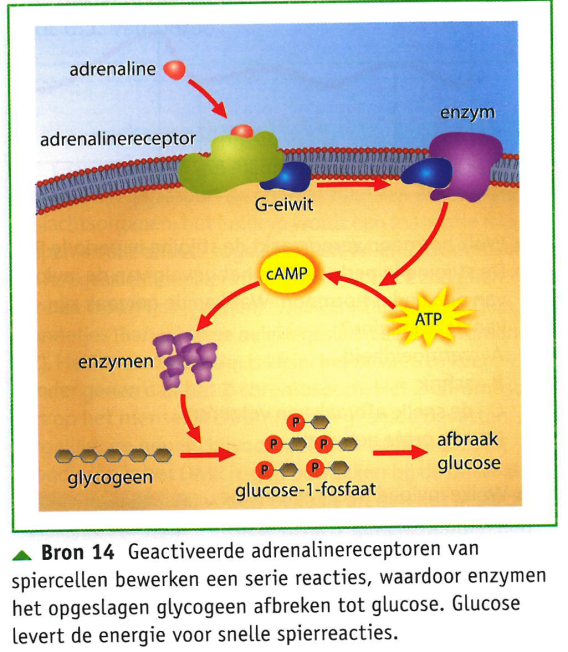 adrenaline
adrenalinereceptor
enzym
G-eiwit
cAMP
ATP
enzymen
P
P
P
P
P
glycogeen
glucose-1-fosfaat
afbraak
glucose
Bron 14 Geactiveerde adrenalinereceptoren van
spiercellen bewerken een serie reacties, waardoor enzymen
het opgeslagen glycogeen afbreken tot glucose. Glucose
levert de energie voor snelle spierreacties.